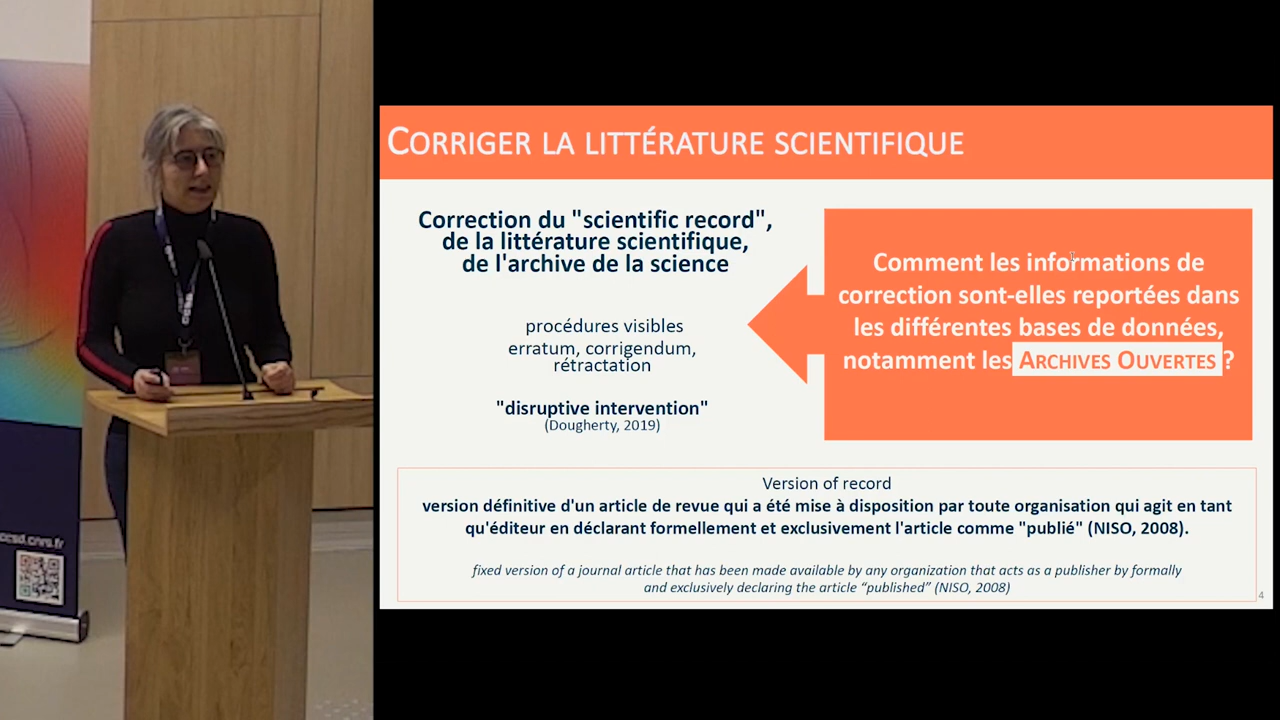 CORRIGER LA LITTÉRATURE SCIENTIFIQUE
Correction du "scientific record",
de la littérature scientifique,
de l'archive de la science
procédures visibles
erratum, corrigendum,
rétractation
"disruptive intervention"
(Dougherty, 2019)
Comment les informations de
correction sont-elles reportées dans
les différentes bases de données,
notamment les ARCHIVES OUVERTES ?
Version of record
version définitive d'un article de revue qui a été mise à disposition par toute organisation qui agit en tant
qu'éditeur en déclarant formellement et exclusivement l'article comme "publié" (NISO, 2008).
fixed version of a journal article that has been made available by any organization that acts as a publisher by formally
and exclusively declaring the article “published” (NISO, 2008)
4
ccsd.cnrs.fr